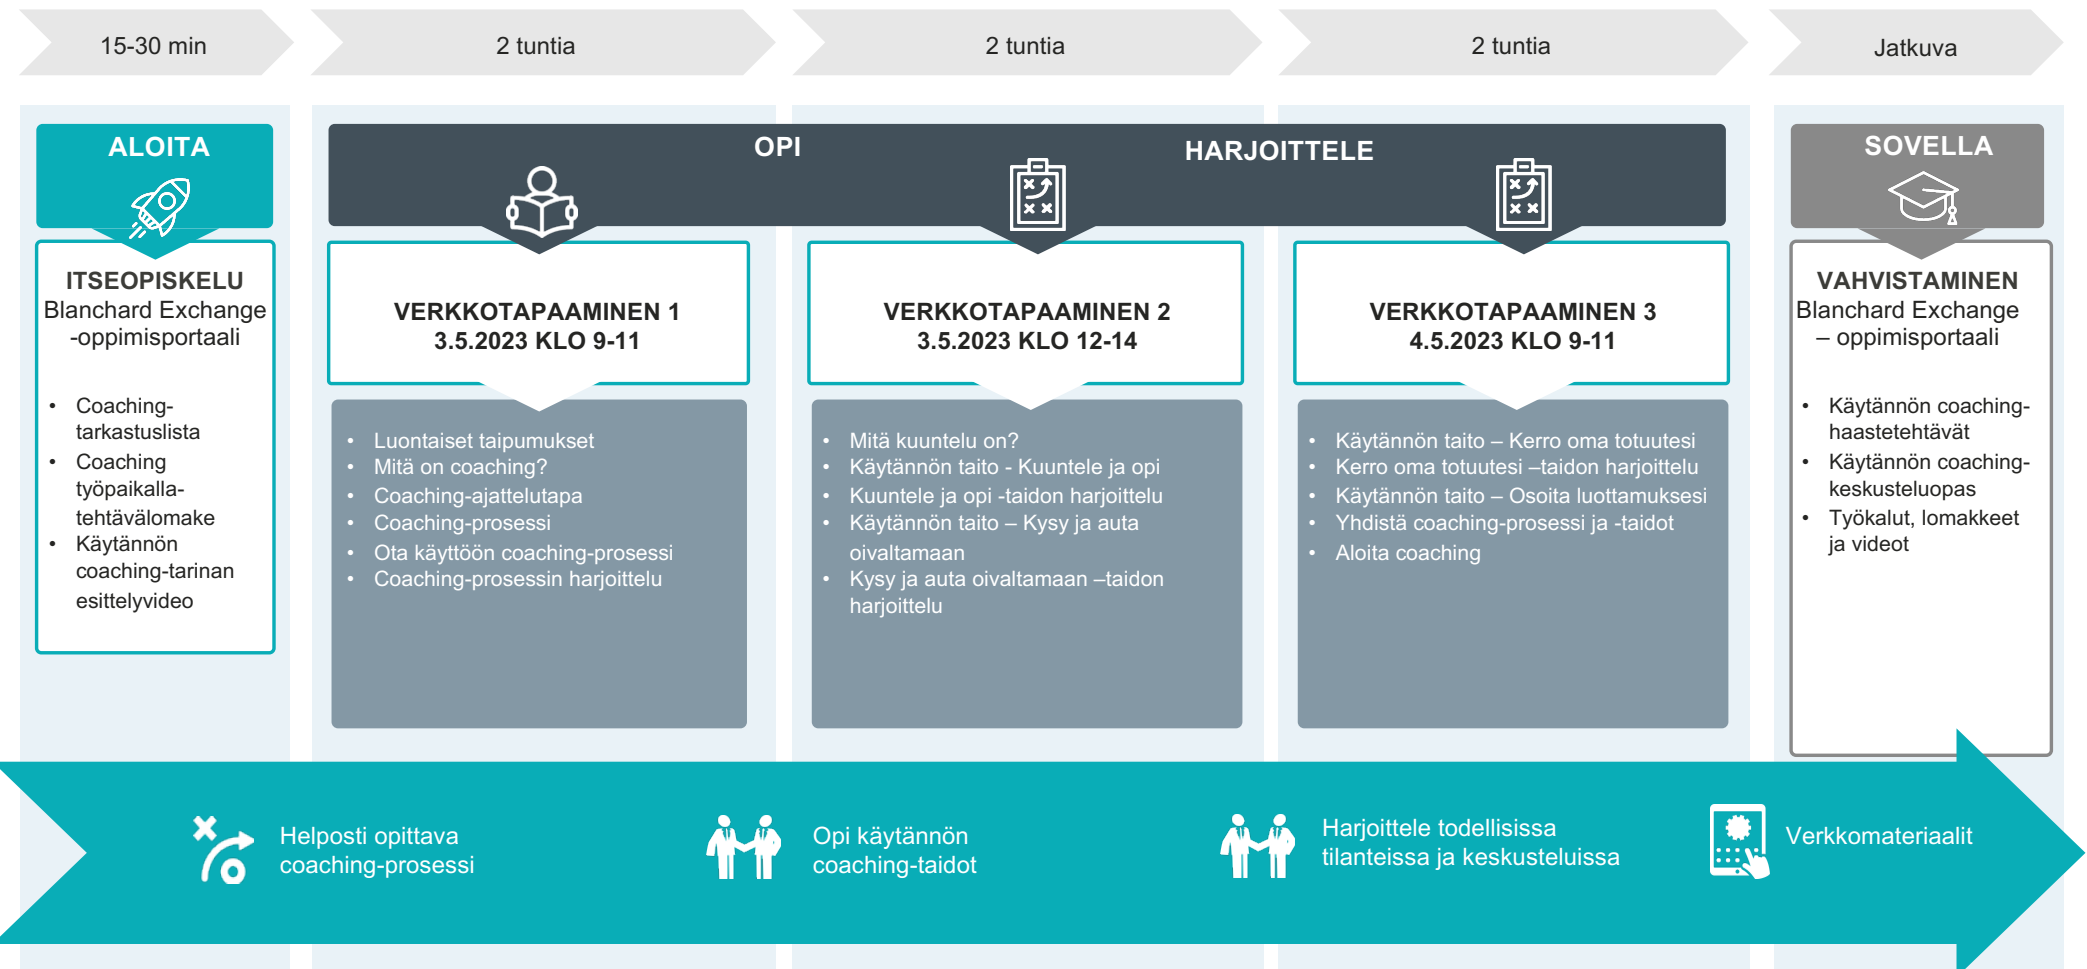 15-30 min
2 tuntia
2 tuntia
2 tuntia
Jatkuva
ALOITA
OPI
HARJOITTELE
SOVELLA
ITSEOPISKELU
Blanchard Exchange
-oppimisportaali
• Coaching-
tarkastuslista
• Coaching
työpaikalla-
tehtävälomake
• Käytännön
coaching-tarinan
esittelyvideo
VERKKOTAPAAMINEN 1
3.5.2023 KLO 9-11
• Luontaiset taipumukset
• Mitä on coaching?
• Coaching-ajattelutapa
• Coaching-prosessi
• Ota käyttöön coaching-prosessi
• Coaching-prosessin harjoittelu
VERKKOTAPAAMINEN 2
3.5.2023 KLO 12-14
• Mitä kuuntelu on?
• Käytännön taito - Kuuntele ja opi
• Kuuntele ja opi -taidon harjoittelu
• Käytännön taito – Kysy ja auta
oivaltamaan
• Kysy ja auta oivaltamaan –taidon
harjoittelu
VERKKOTAPAAMINEN 3
4.5.2023 KLO 9-11
• Käytännön taito – Kerro oma totuutesi
• Kerro oma totuutesi –taidon harjoittelu
• Käytännön taito – Osoita luottamuksesi
• Yhdistä coaching-prosessi ja -taidot
• Aloita coaching
VAHVISTAMINEN
Blanchard Exchange
– oppimisportaali
• Käytännön coaching-
haastetehtävät
• Käytännön coaching-
keskusteluopas
• Työkalut, lomakkeet
ja videot
Helposti opittava
coaching-prosessi
Opi käytännön
coaching-taidot
Harjoittele todellisissa
tilanteissa ja keskusteluissa
Verkkomateriaalit